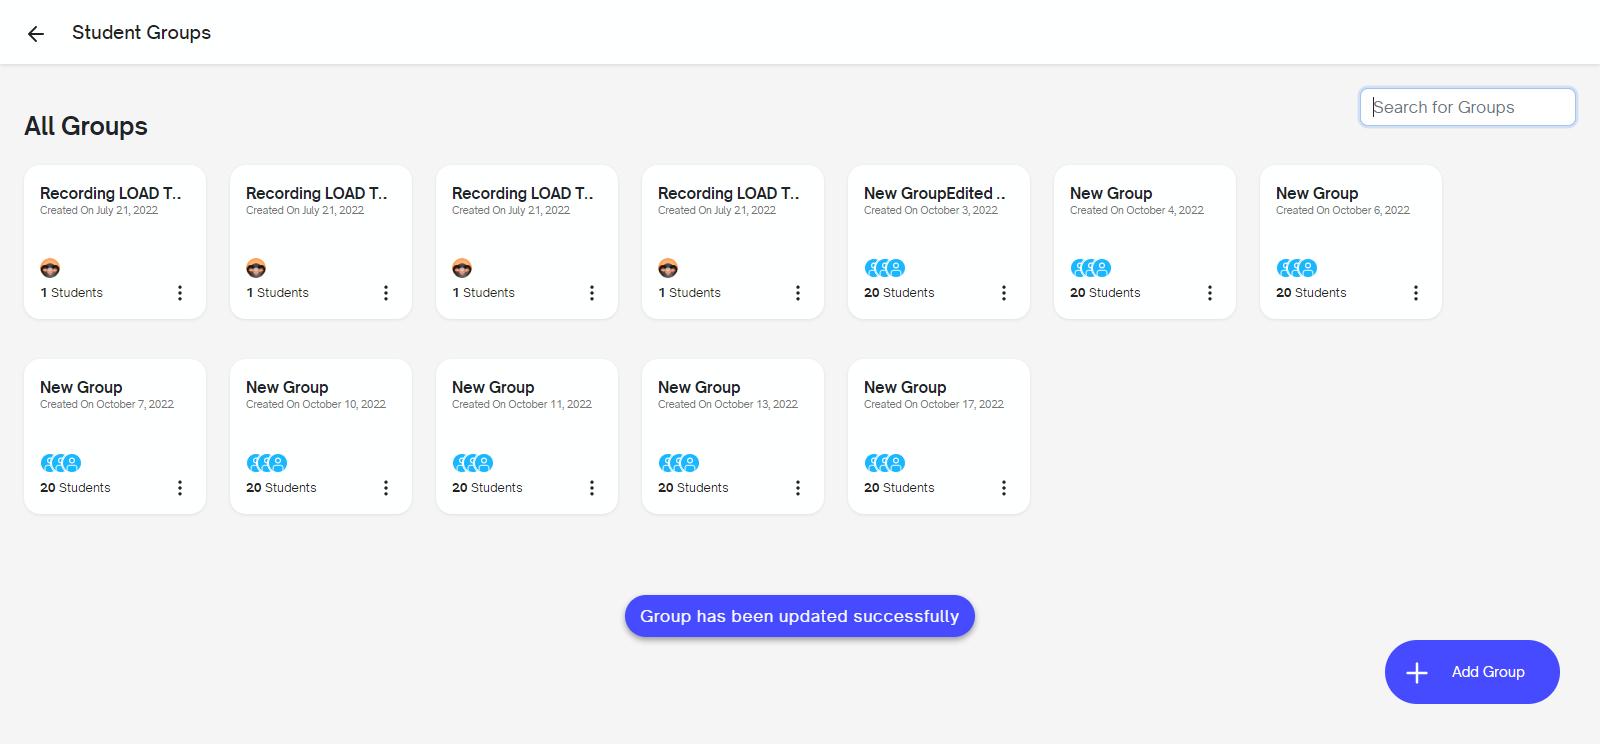 Student Groups
Search for Groups
All Groups
Recording LOAD T..
Created On July 21, 2022
1 Students
Recording LOAD T..
Created On July 21, 2022
1 Students
Recording LOAD T..
Created On July 21, 2022
1 Students
Recording LOAD T..
Created On July 21, 2022
1 Students
New GroupEdited ..
Created On October 3, 2022
20 Students
New Group
Created On October 4, 2022
20 Students
New Group
Created On October 6, 2022
20 Students
New Group
Created On October 7, 2022
20 Students
New Group
Created On October 10, 2022
20 Students
New Group
Created On October 11, 2022
20 Students
New Group
Created On October 13, 2022
20 Students
New Group
Created On October 17, 2022
20 Students
Group has been updated successfully
Add Group